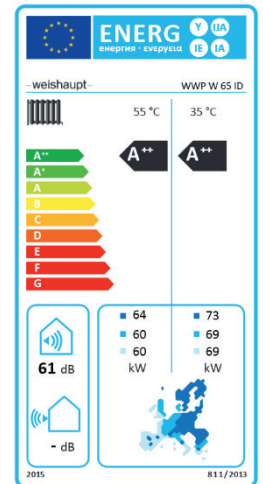 ENERG Y IJA
енергия · ενεργεια IE IA
-weishaupt- WWP W 65 ID
55 °C 35 °C
A++ A++
A++
A+
A
B
C
D
E
F
G
64 73
60 69
60 69
kW kW
61 dB
- dB
2015 811/2013